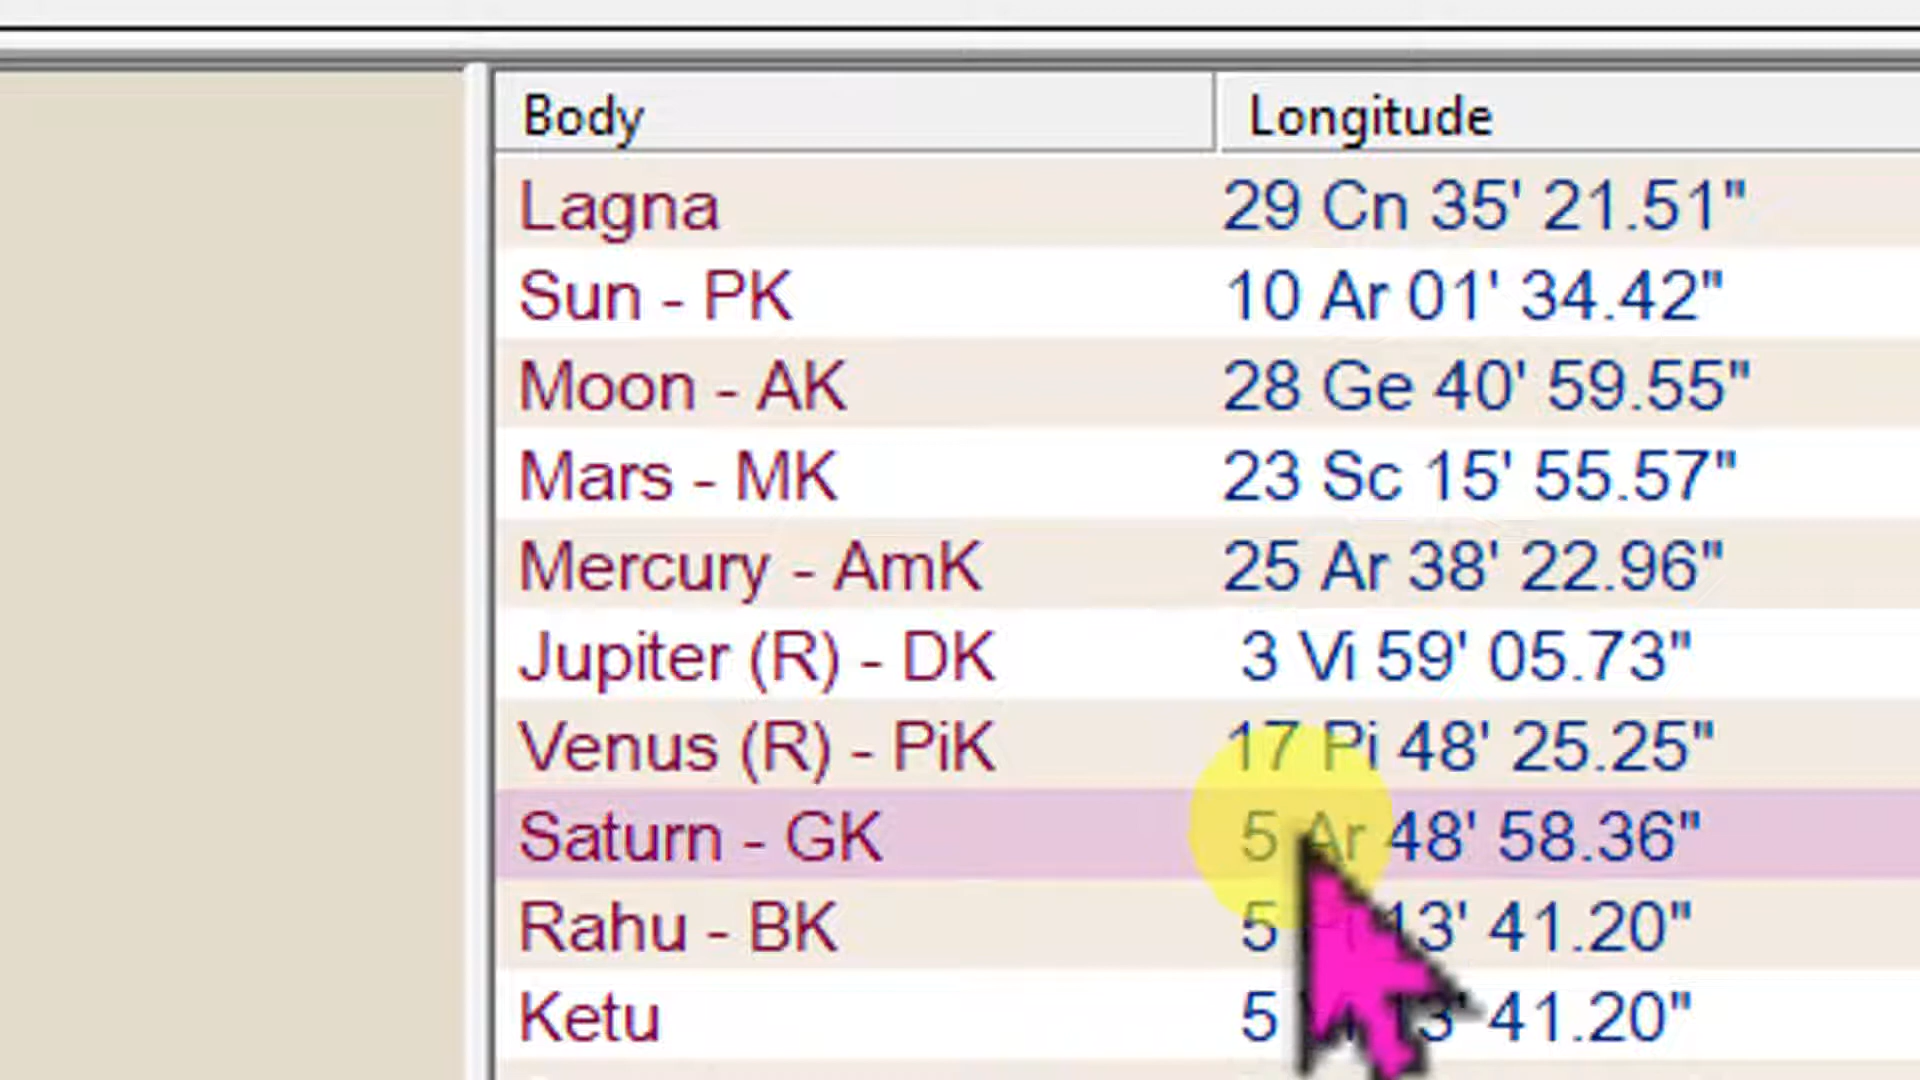 Body Longitude
Lagna 29 Cn 35' 21.51"
Sun - PK 10 Ar 01' 34.42"
Moon - AK 28 Ge 40' 59.55"
Mars - MK 23 Sc 15' 55.57"
Mercury - AmK 25 Ar 38' 22.96"
Jupiter (R) - DK 3 Vi 59' 05.73"
Venus (R) - PiK 17 Pi 48' 25.25"
Saturn - GK 5 Ar 48' 58.36"
Rahu - BK 5 13' 41.20"
Ketu 5 13' 41.20"